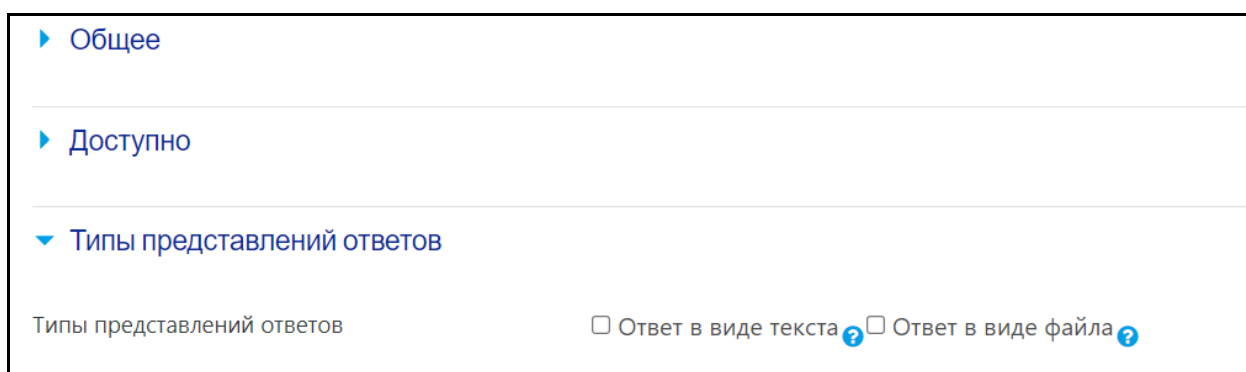 Общее
Доступно
Типы представлений ответов
Типы представлений ответов Ответ в виде текста ? Ответ в виде файла ?